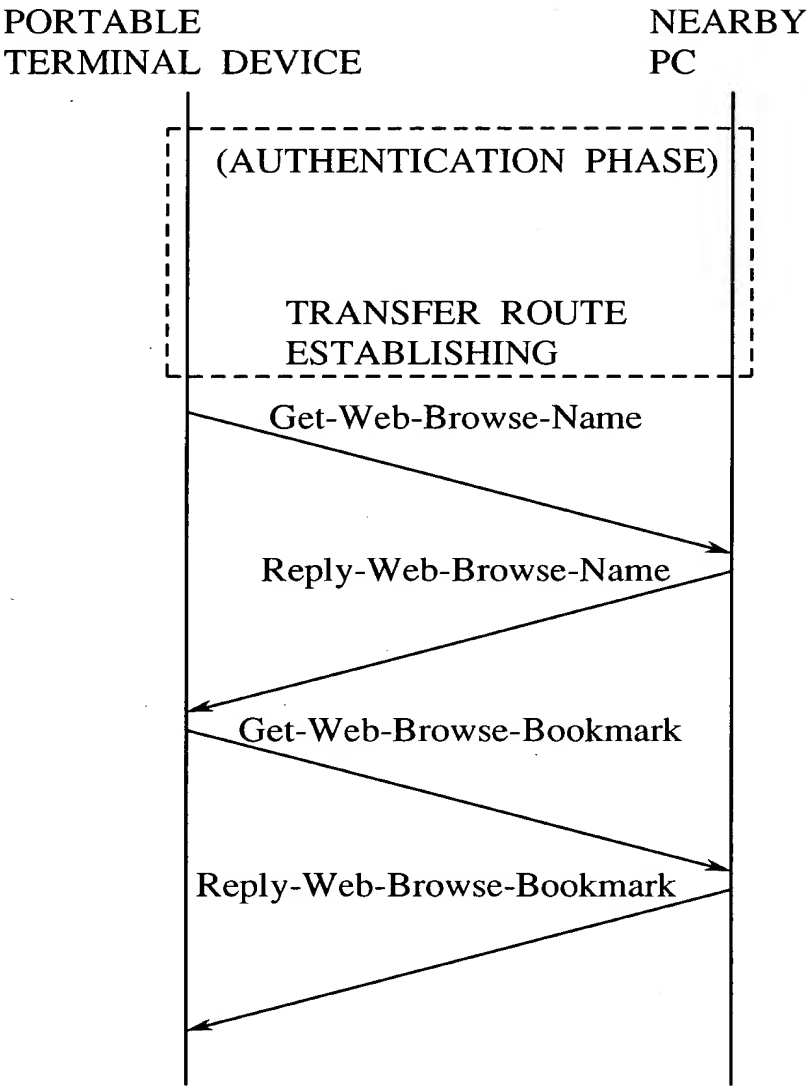 PORTABLE
TERMINAL DEVICE
NEARBY
PC
(AUTHENTICATION PHASE)
TRANSFER ROUTE
ESTABLISHING
Get-Web-Browse-Name
Reply-Web-Browse-Name
Get-Web-Browse-Bookmark
Reply-Web-Browse-Bookmark